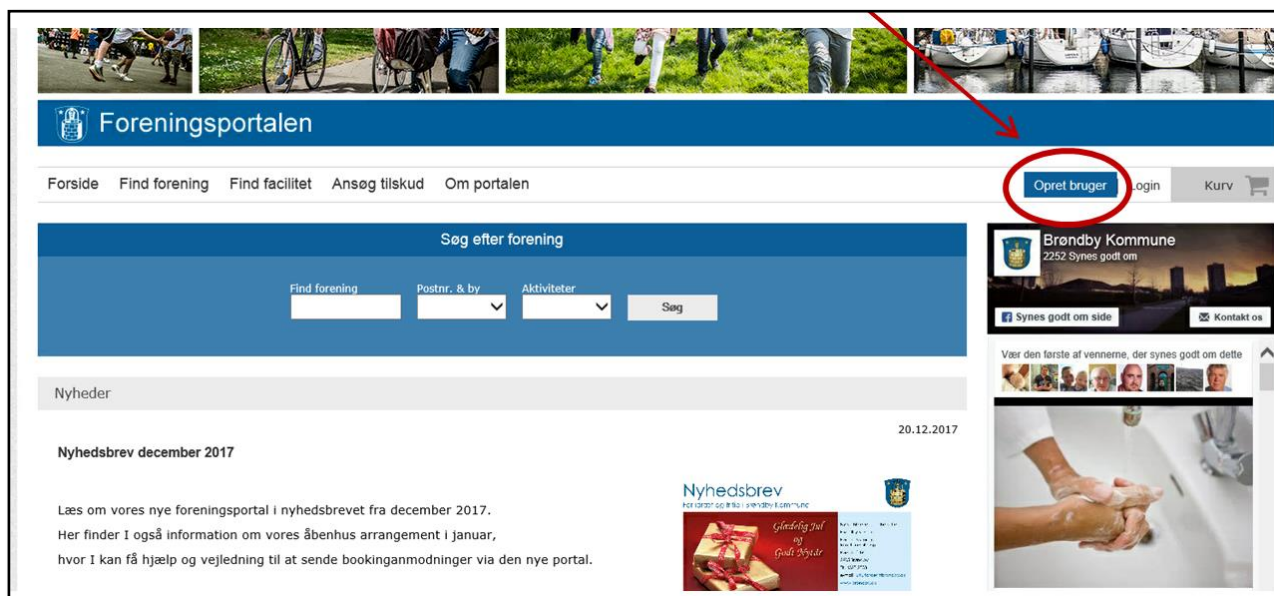 Foreningsportalen
Forside Find forening Find facilitet Ansøg tilskud Om portalen Opret bruger Login Kurv
Søg efter forening
Find forening Postnr. & by Aktiviteter
Søg
Brøndby Kommune
2252 Synes godt om
Synes godt om side Kontakt os
Vær den første af vennerne, der synes godt om dette
Nyheder
20.12.2017
Nyhedsbrev december 2017
Læs om vores nye foreningsportal i nyhedsbrevet fra december 2017.
Her finder I også information om vores åbenhus arrangement i januar,
hvor I kan få hjælp og vejledning til at sende bookinganmodninger via den nye portal.
Nyhedsbrev
Glædelig Jul
og
Godt Nytår